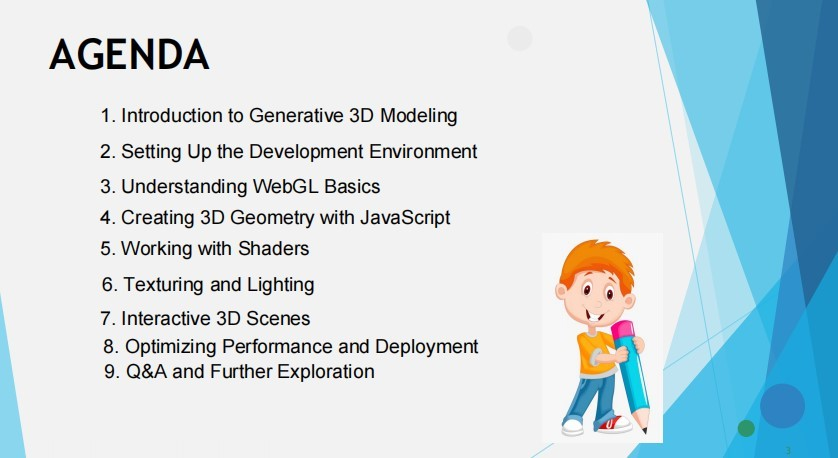 AGENDA
1. Introduction to Generative 3D Modeling
2. Setting Up the Development Environment
3. Understanding WebGL Basics
4. Creating 3D Geometry with JavaScript
5. Working with Shaders
6. Texturing and Lighting
7. Interactive 3D Scenes
8. Optimizing Performance and Deployment
9. Q&A and Further Exploration
3